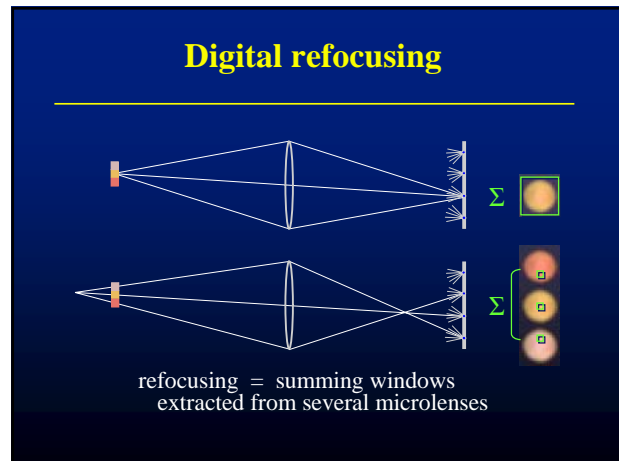 Digital refocusing
Σ
Σ
refocusing = summing windows
extracted from several microlenses